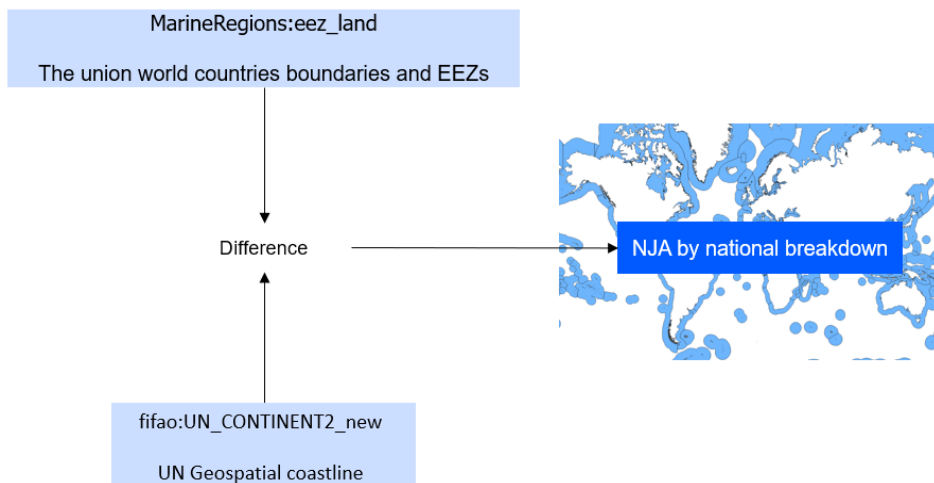 MarineRegions:eez_land
The union world countries boundaries and EEZs
Difference
NJA by national breakdown
fifao:UN_CONTINENT2_new
UN Geospatial coastline